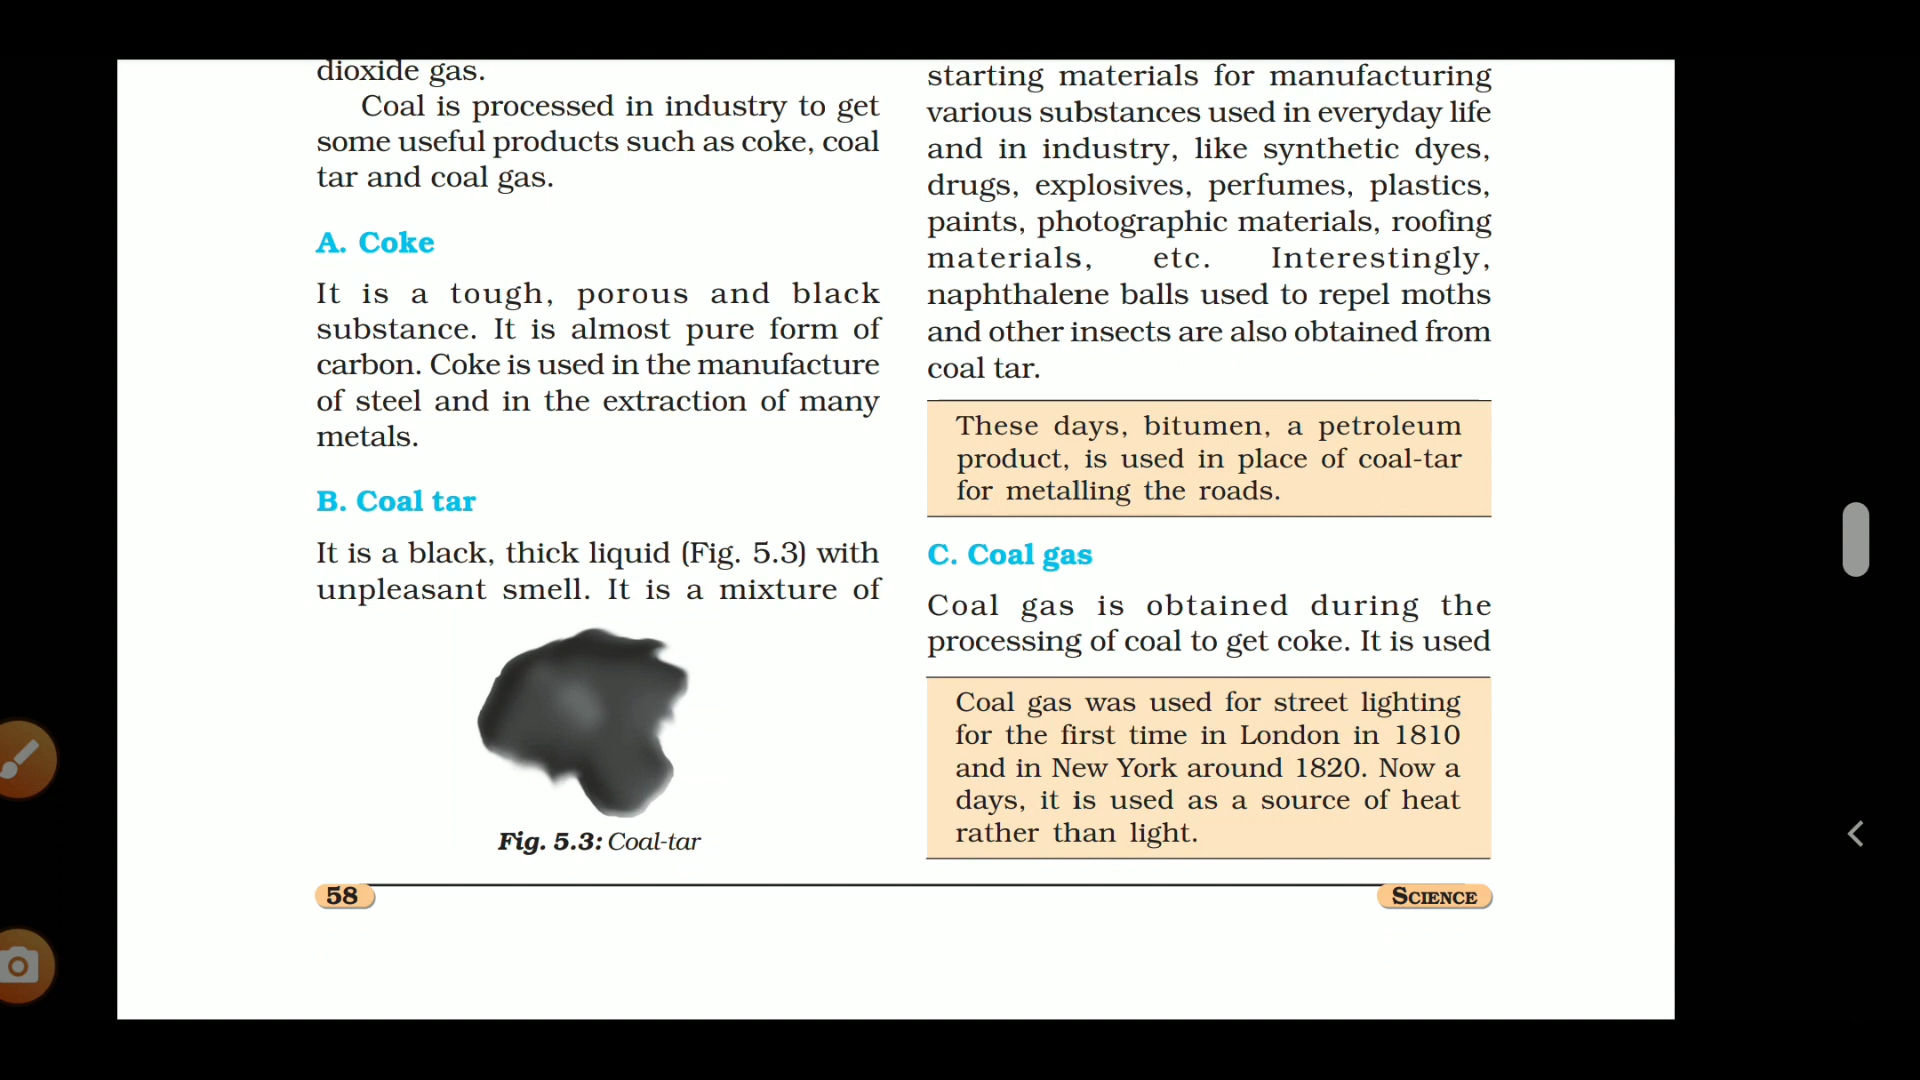 dioxide gas.
Coal is processed in industry to get
some useful products such as coke, coal
tar and coal gas.
A. Coke
It is a tough, porous and black
substance. It is almost pure form of
carbon. Coke is used in the manufacture
of steel and in the extraction of many
metals.
B. Coal tar
It is a black, thick liquid (Fig. 5.3) with
unpleasant smell. It is a mixture of
Fig. 5.3: Coal-tar
starting materials for manufacturing
various substances used in everyday life
and in industry, like synthetic dyes,
drugs, explosives, perfumes, plastics,
paints, photographic materials, roofing
materials, etc. Interestingly,
naphthalene balls used to repel moths
and other insects are also obtained from
coal tar.
These days, bitumen, a petroleum
product, is used in place of coal-tar
for metalling the roads.
C. Coal gas
Coal gas is obtained during the
processing of coal to get coke. It is used
Coal gas was used for street lighting
for the first time in London in 1810
and in New York around 1820. Now a
days, it is used as a source of heat
rather than light.
58
SCIENCE